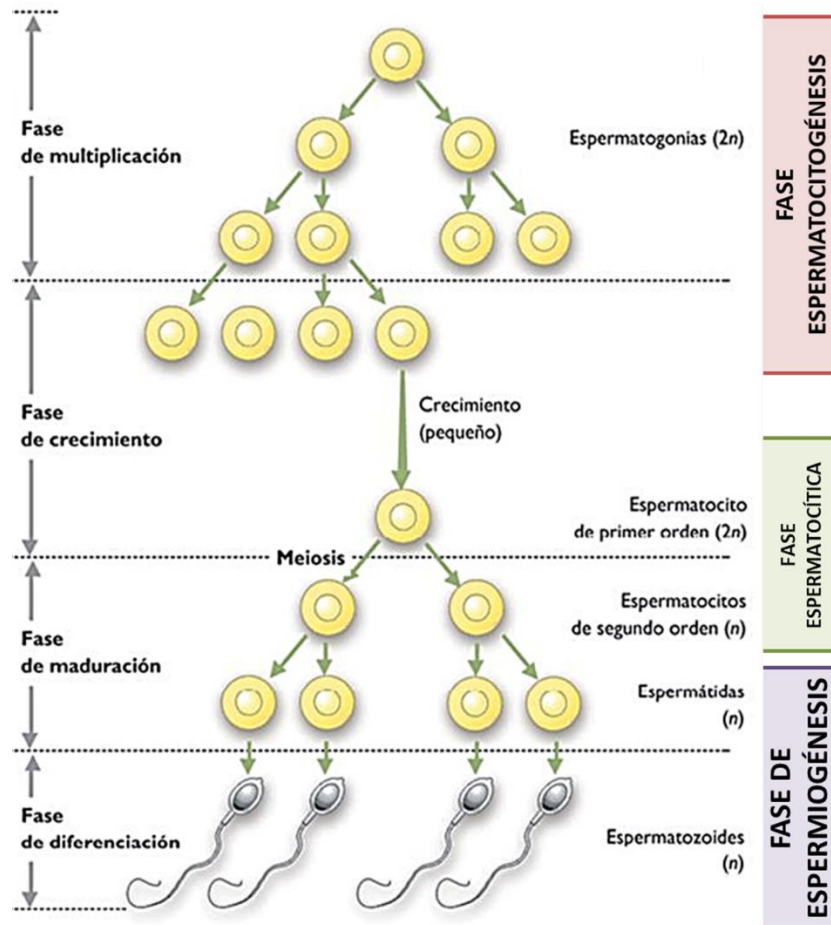 Fase
de multiplicación
Espermatogonias (2n)
FASE
ESPERMATOCITOGÉNESIS
Fase
de crecimiento
Crecimiento
(pequeño)
Espermatocito
de primer orden (2n)
Meiosis
FASE
ESPERMATOCÍTICA
Fase
de maduración
Espermatocitos
de segundo orden (n)
Espermátidas
(n)
Fase
de diferenciación
Espermatozoides
(n)
FASE DE
ESPERMIOGÉNESIS